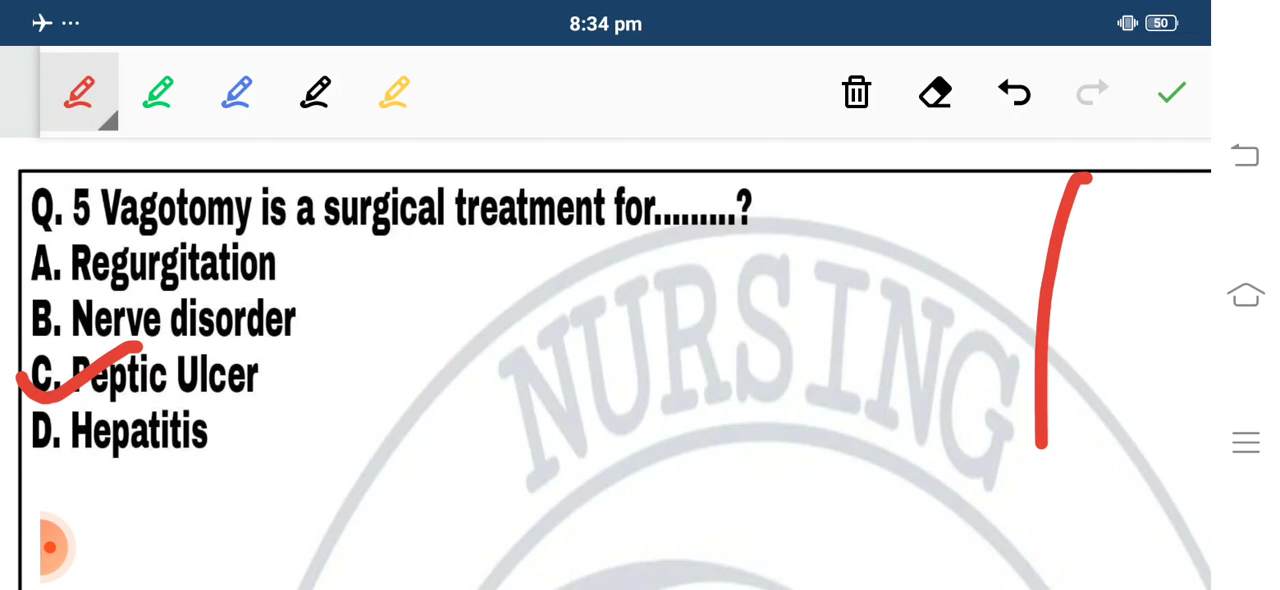 8:34 pm
50
Q. 5 Vagotomy is a surgical treatment for.........?
A. Regurgitation
B. Nerve disorder
C. Peptic Ulcer
D. Hepatitis
NURSING